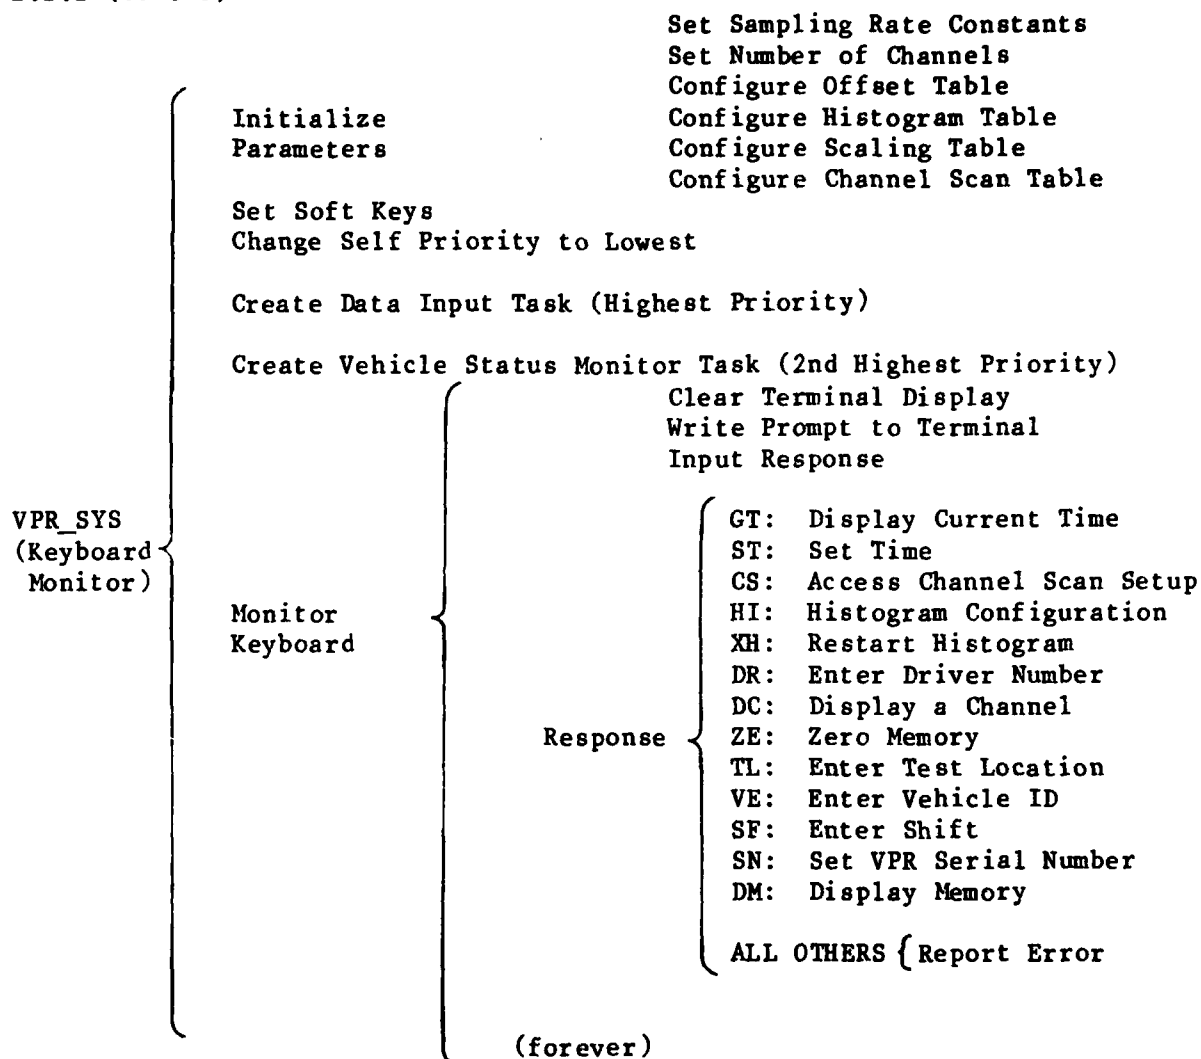 Set Sampling Rate Constants
Set Number of Channels
Configure Offset Table
Initialize Configure Histogram Table
Parameters Configure Scaling Table
Configure Channel Scan Table
Set Soft Keys
Change Self Priority to Lowest
Create Data Input Task (Highest Priority)
Create Vehicle Status Monitor Task (2nd Highest Priority)
Clear Terminal Display
Write Prompt to Terminal
Input Response
VPR_SYS
(Keyboard
Monitor)
Monitor
Keyboard
Response
GT: Display Current Time
ST: Set Time
CS: Access Channel Scan Setup
HI: Histogram Configuration
XH: Restart Histogram
DR: Enter Driver Number
DC: Display a Channel
ZE: Zero Memory
TL: Enter Test Location
VE: Enter Vehicle ID
SF: Enter Shift
SN: Set VPR Serial Number
DM: Display Memory
ALL OTHERS { Report Error
(forever)